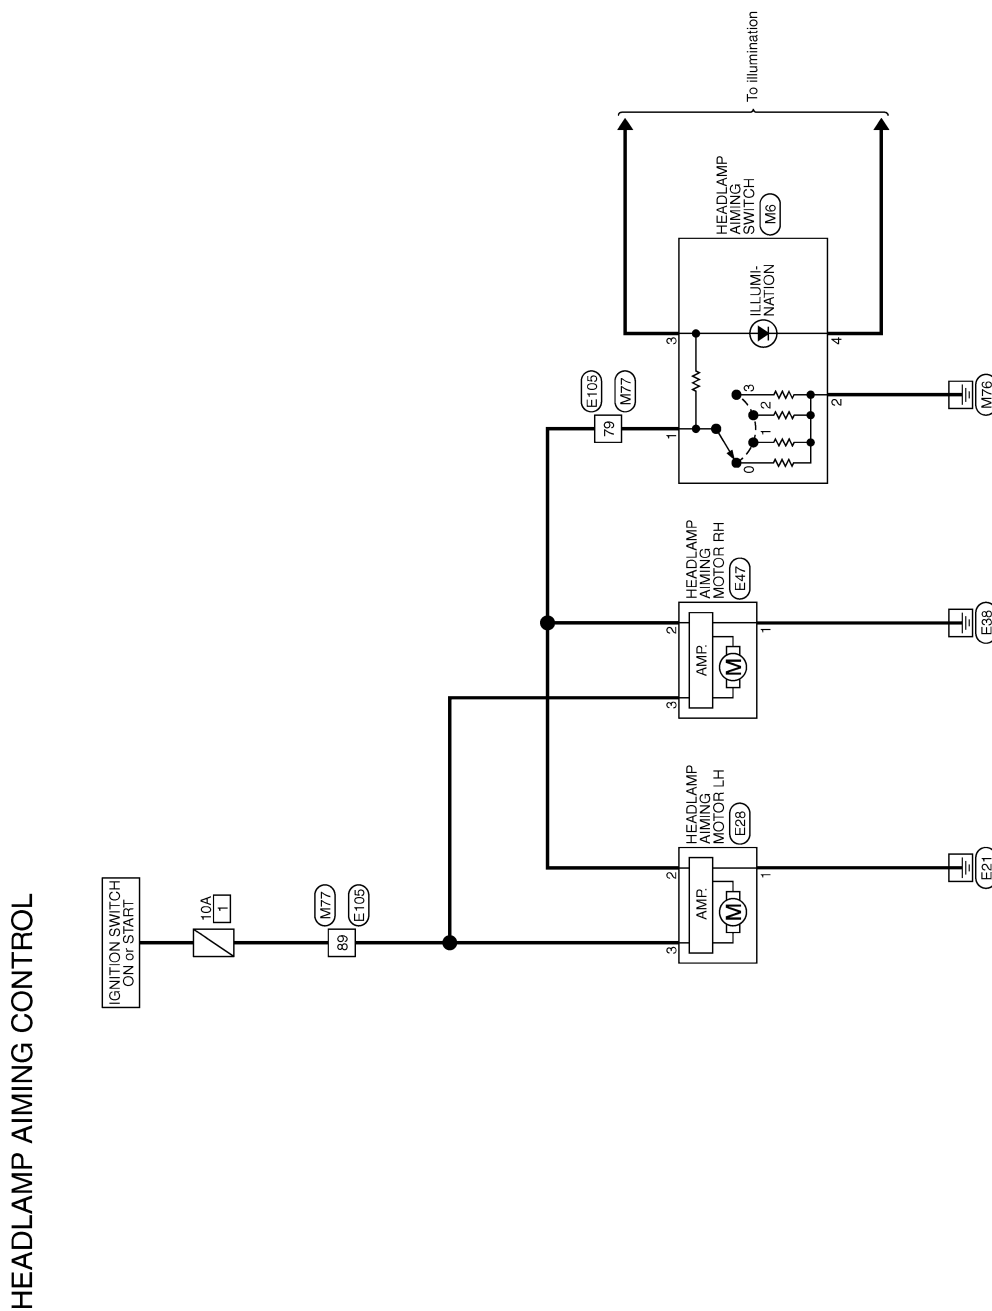 HEADLAMP AIMING CONTROL
IGNITION SWITCH
ON or START
10A
1
M77
89
E105
E105
79
M77
To illumination
HEADLAMP
AIMING
MOTOR LH
E28
3
2
AMP.
M
1
E21
HEADLAMP
AIMING
MOTOR RH
E47
3
2
AMP.
M
1
E38
HEADLAMP
AIMING
SWITCH
M6
1
3
0
1
2
3
ILLUMI-
NATION
2
4
M76